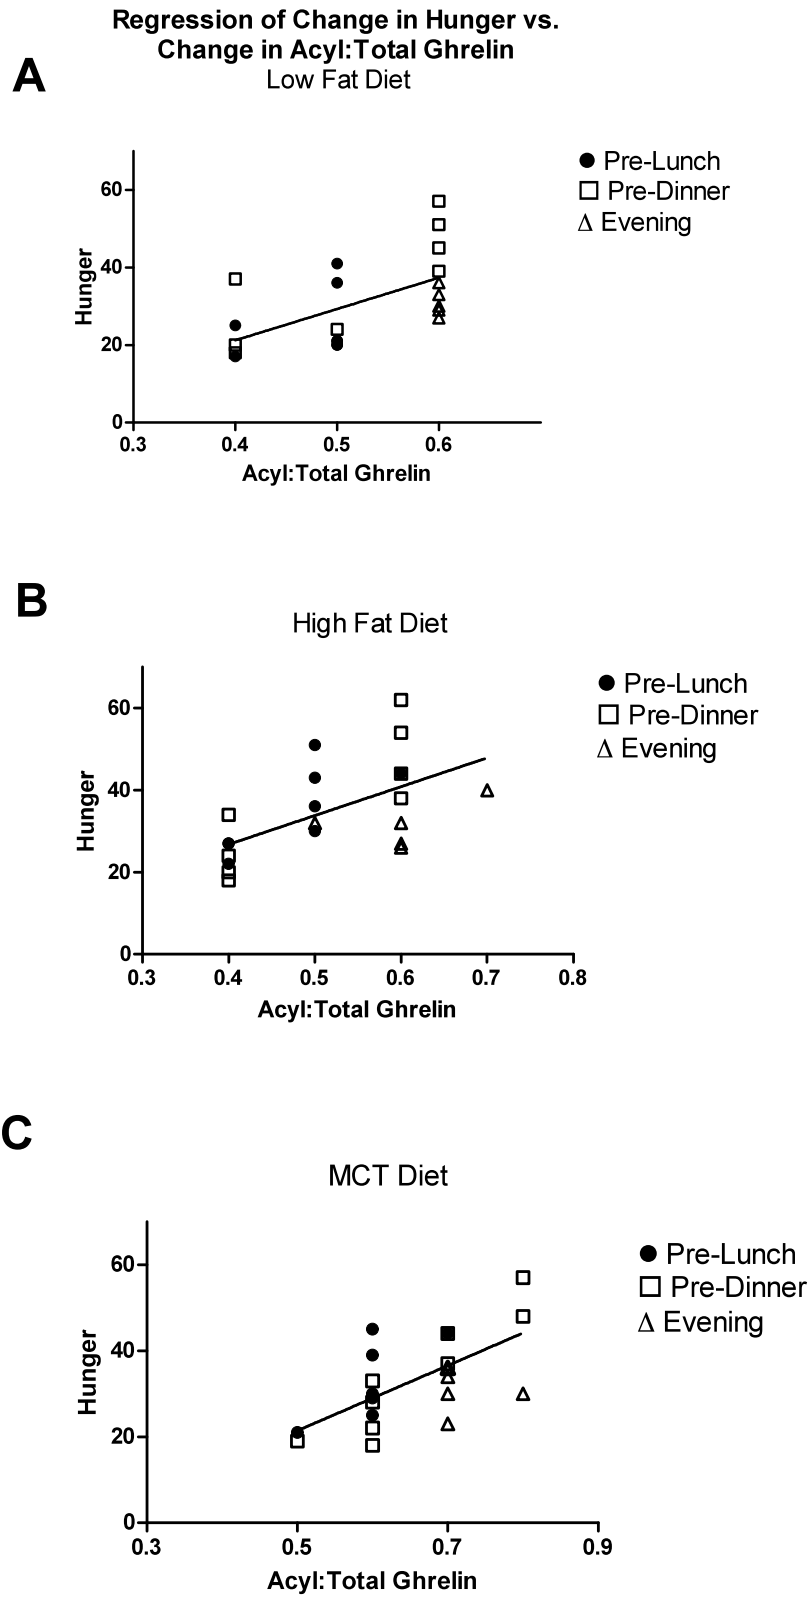 Regression of Change in Hunger vs.
Change in Acyl:Total Ghrelin
A
Low Fat Diet
Pre-Lunch
Pre-Dinner
Δ Evening
Hunger
60
40
20
0
0.3 0.4 0.5 0.6
Acyl:Total Ghrelin
B
High Fat Diet
Pre-Lunch
Pre-Dinner
Δ Evening
Hunger
60
40
20
0
0.3 0.4 0.5 0.6 0.7 0.8
Acyl:Total Ghrelin
C
MCT Diet
Pre-Lunch
Pre-Dinner
Δ Evening
Hunger
60
40
20
0
0.3 0.5 0.7 0.9
Acyl:Total Ghrelin